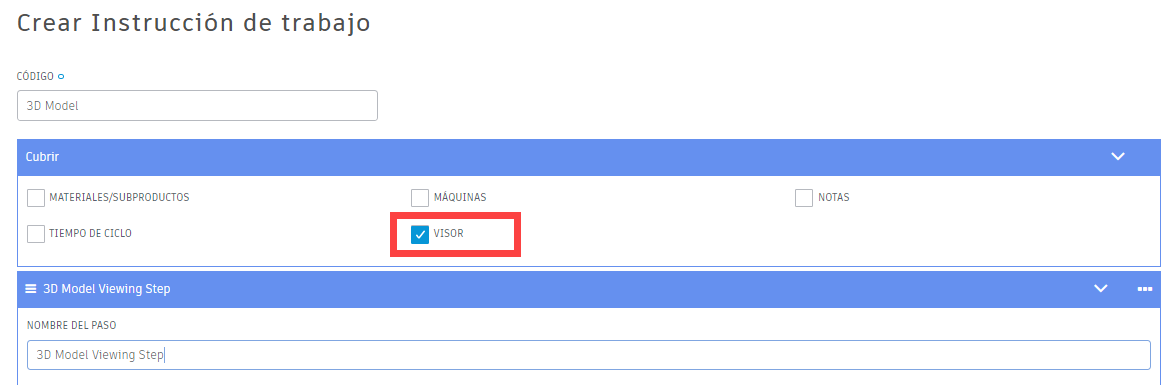 Crear Instrucción de trabajo
CÓDIGO
3D Model
Cubrir
MATERIALES/SUBPRODUCTOS MÁQUINAS NOTAS
TIEMPO DE CICLO VISOR
3D Model Viewing Step
NOMBRE DEL PASO
3D Model Viewing Step